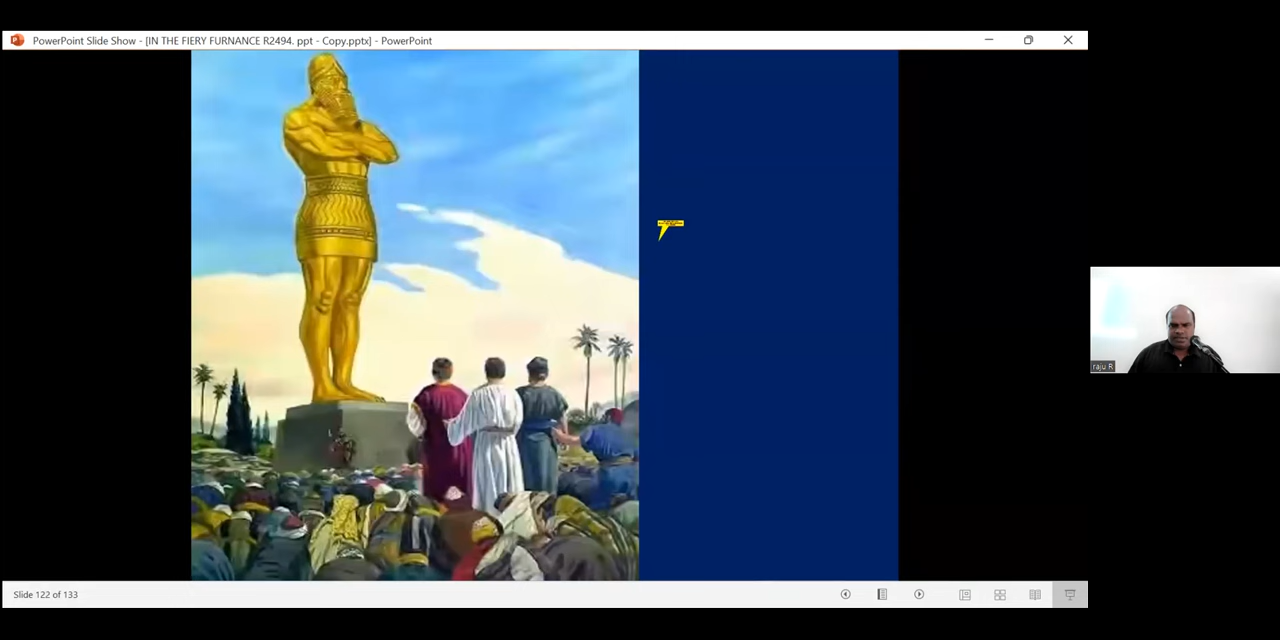 PowerPoint Slide Show - [IN THE FIERY FURNANCE R2494. ppt - Copy.pptx] - PowerPoint
raju R
Slide 122 of 133